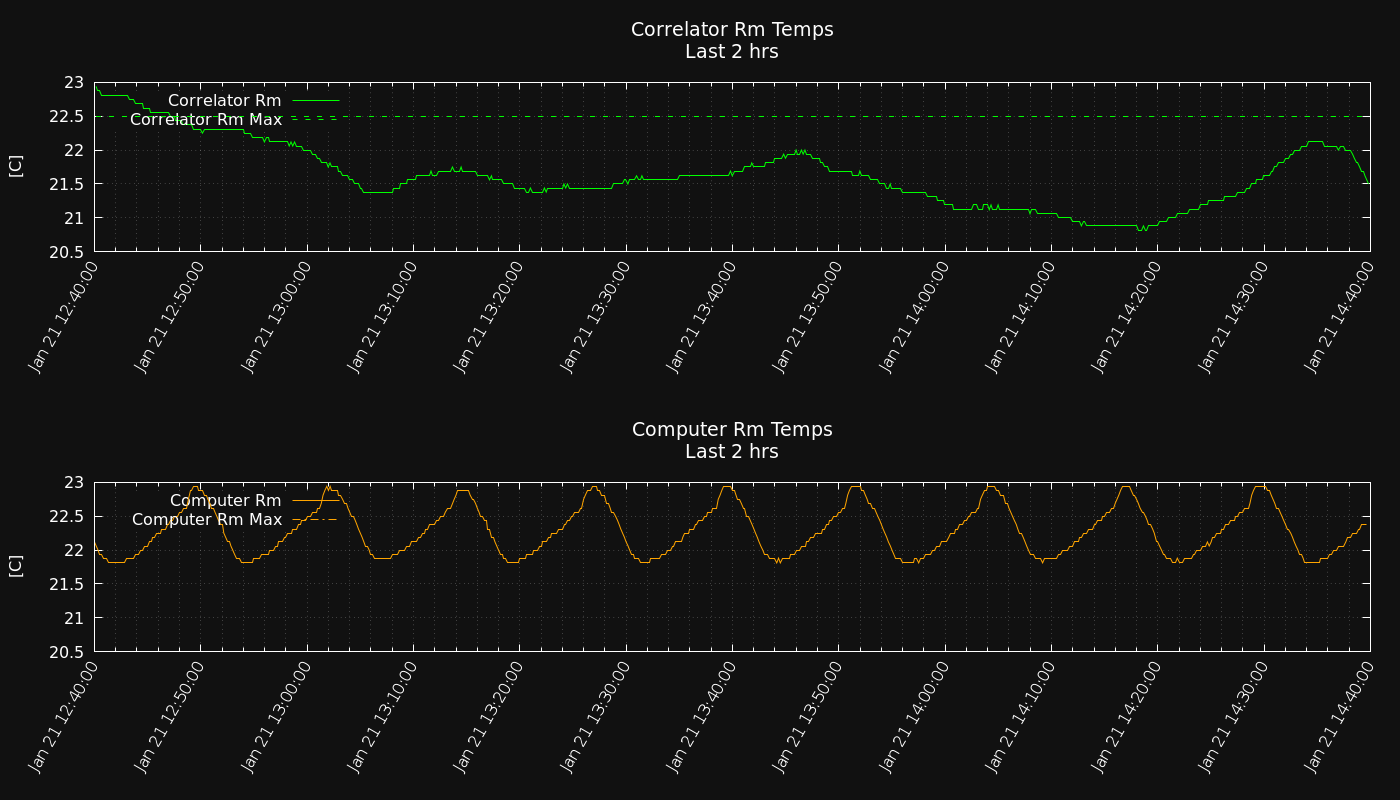 Correlator Rm Temps
Last 2 hrs
23
22.5
22
21.5
21
20.5
[C]
Correlator Rm
Correlator Rm Max
Jan 21 12:40:00
Jan 21 12:50:00
Jan 21 13:00:00
Jan 21 13:10:00
Jan 21 13:20:00
Jan 21 13:30:00
Jan 21 13:40:00
Jan 21 13:50:00
Jan 21 14:00:00
Jan 21 14:10:00
Jan 21 14:20:00
Jan 21 14:30:00
Jan 21 14:40:00
Computer Rm Temps
Last 2 hrs
23
22.5
22
21.5
21
20.5
[C]
Computer Rm
Computer Rm Max
Jan 21 12:40:00
Jan 21 12:50:00
Jan 21 13:00:00
Jan 21 13:10:00
Jan 21 13:20:00
Jan 21 13:30:00
Jan 21 13:40:00
Jan 21 13:50:00
Jan 21 14:00:00
Jan 21 14:10:00
Jan 21 14:20:00
Jan 21 14:30:00
Jan 21 14:40:00